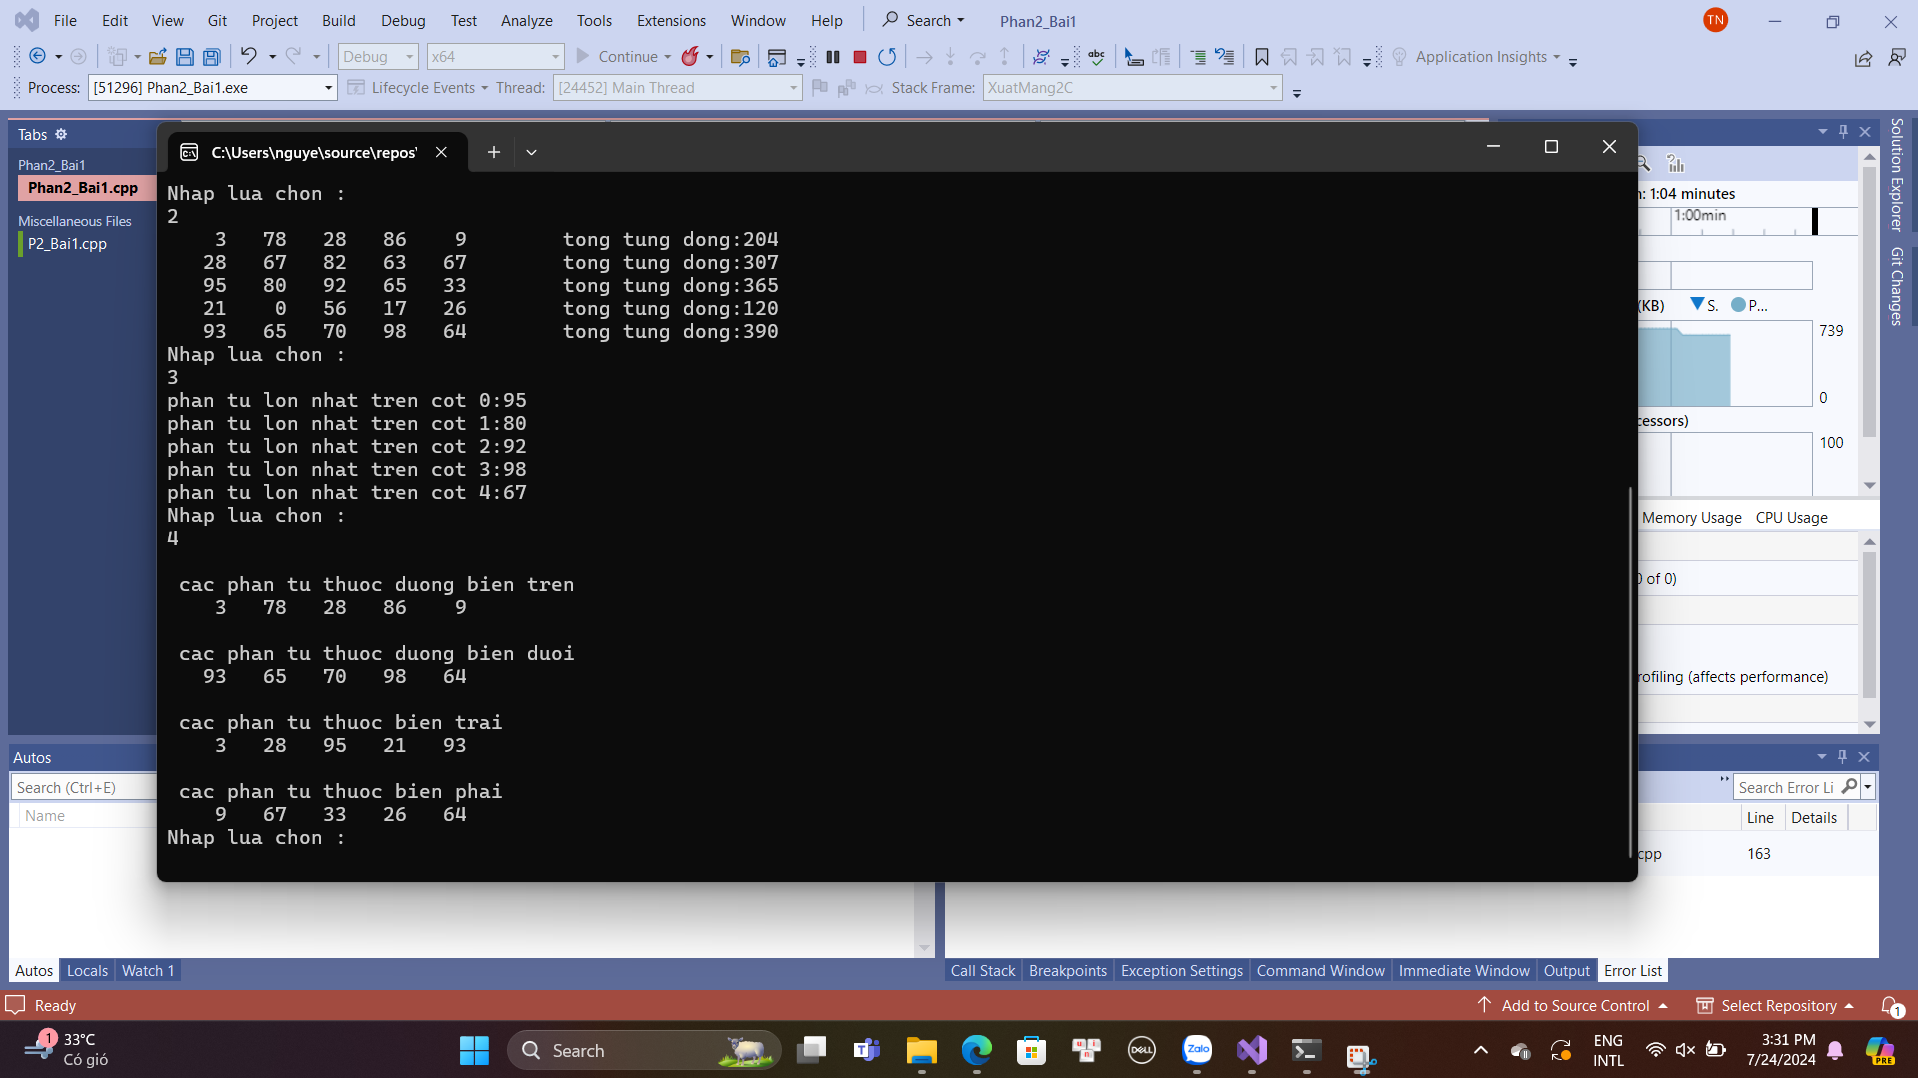 File Edit View Git Project Build Debug Test Analyze Tools Extensions Window Help Search Phan2_Bai1 TN
Debug x64 Continue Application Insights
Process: [51296] Phan2_Bai1.exe Lifecycle Events Thread: [24452] Main Thread Stack Frame: XuatMang2C
Tabs
Phan2_Bai1
Phan2_Bai1.cpp
Miscellaneous Files
P2_Bai1.cpp
C:\Users\nguye\source\repos'
Nhap lua chon :
2
3 78 28 86 9 tong tung dong:204
28 67 82 63 67 tong tung dong:307
95 80 92 65 33 tong tung dong:365
21 0 56 17 26 tong tung dong:120
93 65 70 98 64 tong tung dong:390
Nhap lua chon :
3
phan tu lon nhat tren cot 0:95
phan tu lon nhat tren cot 1:80
phan tu lon nhat tren cot 2:92
phan tu lon nhat tren cot 3:98
phan tu lon nhat tren cot 4:67
Nhap lua chon :
4
cac phan tu thuoc duong bien tren
3 78 28 86 9
cac phan tu thuoc duong bien duoi
93 65 70 98 64
cac phan tu thuoc bien trai
3 28 95 21 93
cac phan tu thuoc bien phai
9 67 33 26 64
Nhap lua chon :
n: 1:04 minutes
1:00min
(KB) S. P...
739
0
cessors)
100
Memory Usage CPU Usage
0 of 0)
rofiling (affects performance)
Solution Explorer
Git Changes
Autos
Search (Ctrl+E)
Name
Search Error Li
Line Details
cpp 163
Autos Locals Watch 1
Call Stack Breakpoints Exception Settings Command Window Immediate Window Output Error List
Ready Add to Source Control Select Repository 1
1 33°C
Có gió
Search
DELL
Zalo
ENG
INTL
3:31 PM
7/24/2024
PRE